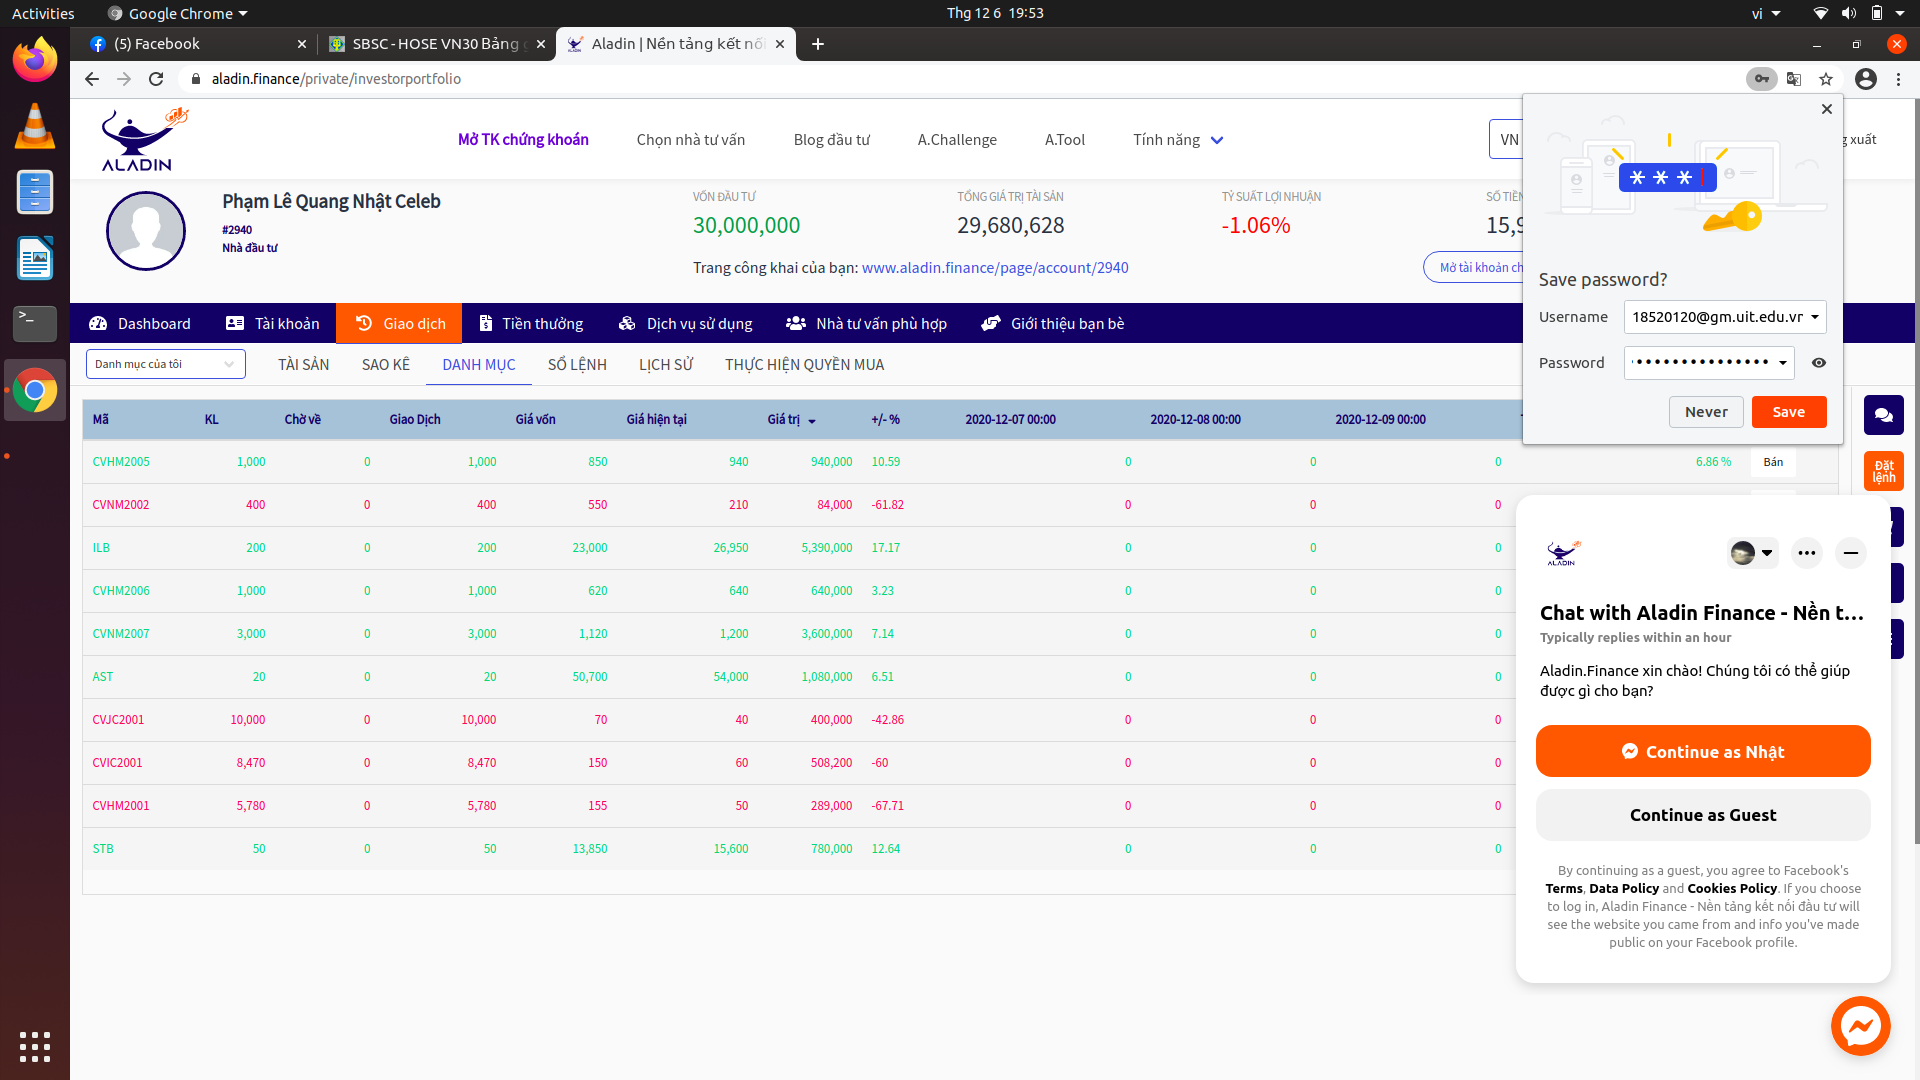 Activities
Google Chrome
Thg 12 6 19:53
vi
(5) Facebook
SBSC - HOSE VN30 Bảng
Aladin | Nền tảng kết nối
aladin.finance/private/investorportfolio
ALADIN
Mở TK chứng khoán
Chọn nhà tư vấn
Blog đầu tư
A.Challenge
A.Tool
Tính năng
VN
xuất
Phạm Lê Quang Nhật Celeb
#2940
Nhà đầu tư
VỐN ĐẦU TƯ
30,000,000
TỔNG GIÁ TRỊ TÀI SẢN
29,680,628
TỶ SUẤT LỢI NHUẬN
-1.06%
SỐ TIỀN
15,9
Trang công khai của bạn: www.aladin.finance/page/account/2940
Mở tài khoản ch
Dashboard
Tài khoản
Giao dịch
Tiền thưởng
Dịch vụ sử dụng
Nhà tư vấn phù hợp
Giới thiệu bạn bè
Danh mục của tôi
TÀI SẢN
SAO KÊ
DANH MỤC
SỔ LỆNH
LỊCH SỬ
THỰC HIỆN QUYỀN MUA
Mã KL Chờ về Giao Dịch Giá vốn Giá hiện tại Giá trị +/- % 2020-12-07 00:00 2020-12-08 00:00 2020-12-09 00:00
CVHM2005 1,000 0 1,000 850 940 940,000 10.59 0 0 0 6.86 % Bán
CVNM2002 400 0 400 550 210 84,000 -61.82 0 0 0
ILB 200 0 200 23,000 26,950 5,390,000 17.17 0 0 0
CVHM2006 1,000 0 1,000 620 640 640,000 3.23 0 0 0
CVNM2007 3,000 0 3,000 1,120 1,200 3,600,000 7.14 0 0 0
AST 20 0 20 50,700 54,000 1,080,000 6.51 0 0 0
CVJC2001 10,000 0 10,000 70 40 400,000 -42.86 0 0 0
CVIC2001 8,470 0 8,470 150 60 508,200 -60 0 0 0
CVHM2001 5,780 0 5,780 155 50 289,000 -67.71 0 0 0
STB 50 0 50 13,850 15,600 780,000 12.64 0 0 0
Save password?
Username 18520120@gm.uit.edu.vr
Password •••••••••••••••
Never
Save
Đặt
lệnh
ALADIN
Chat with Aladin Finance - Nền t...
Typically replies within an hour
Aladin.Finance xin chào! Chúng tôi có thể giúp
được gì cho bạn?
Continue as Nhật
Continue as Guest
By continuing as a guest, you agree to Facebook's
Terms, Data Policy and Cookies Policy. If you choose
to log in, Aladin Finance - Nền tảng kết nối đầu tư will
see the website you came from and info you've made
public on your Facebook profile.